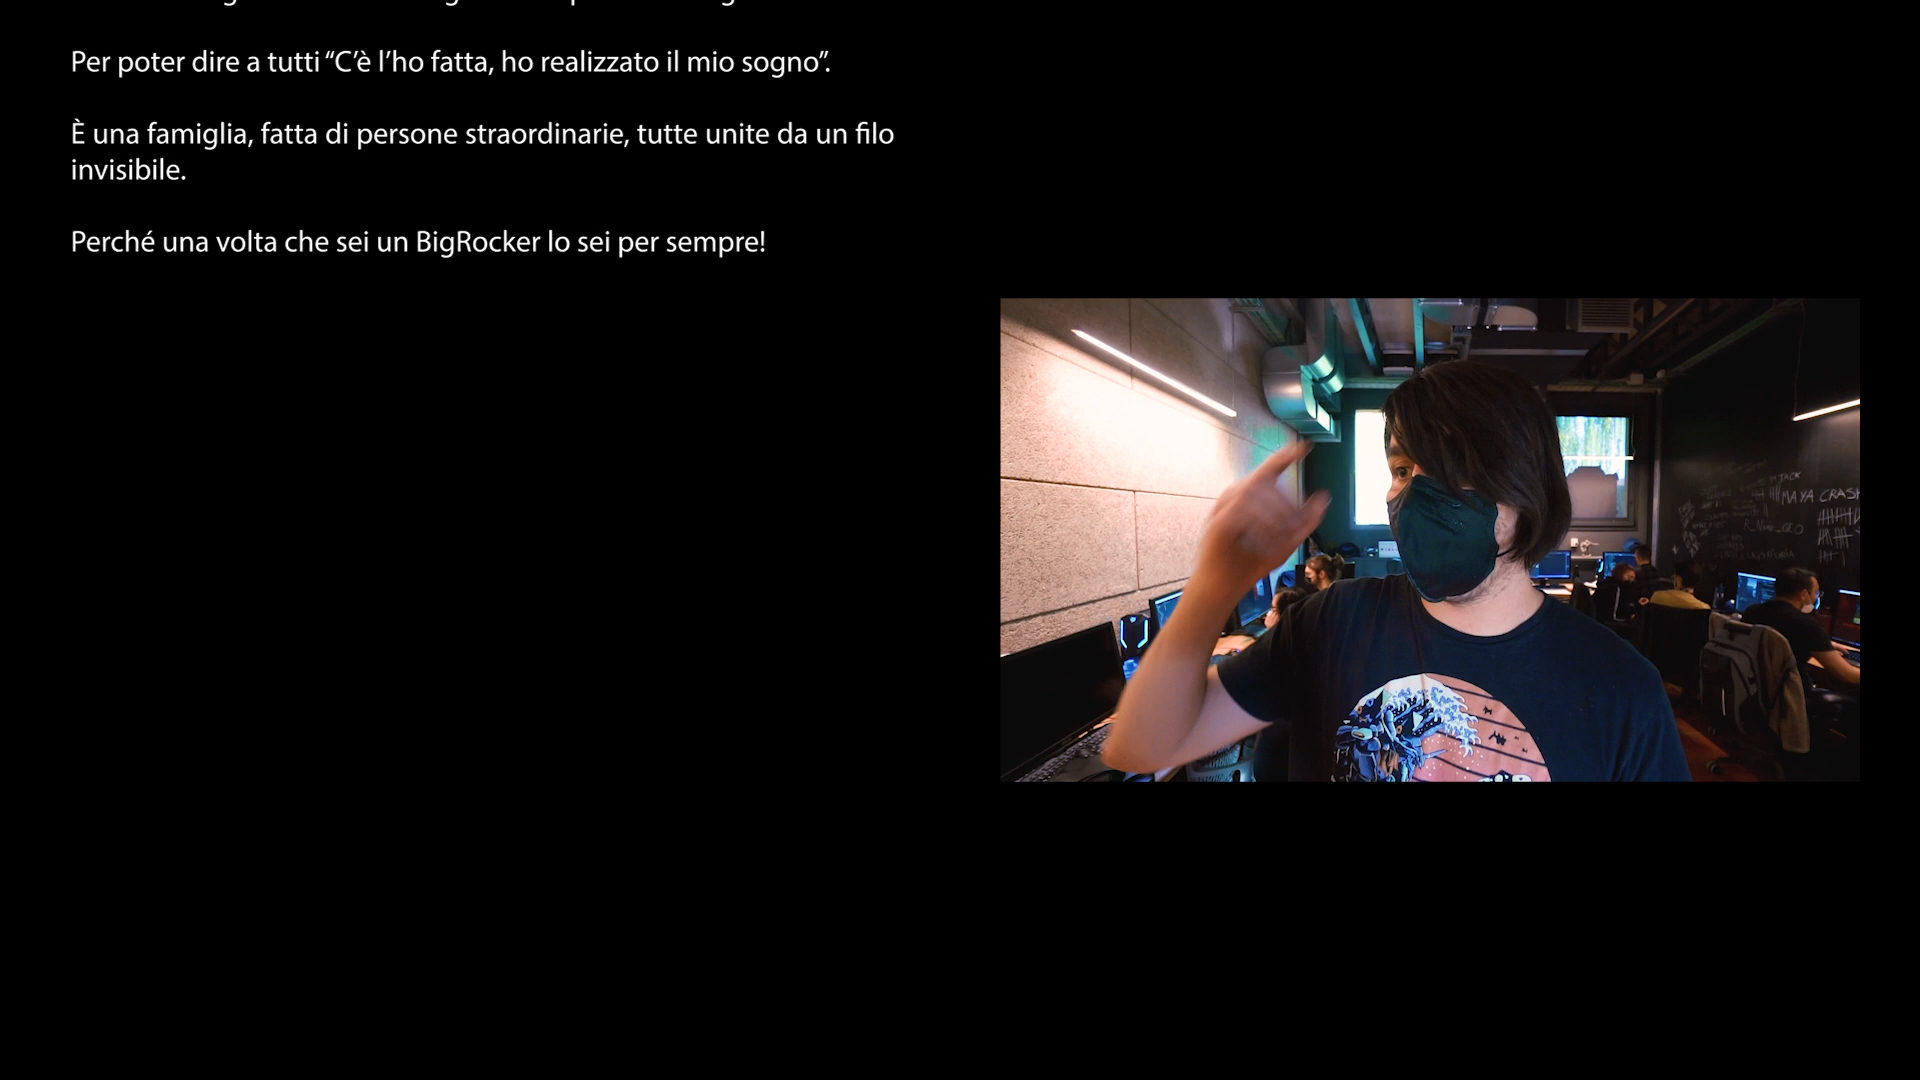 Per poter dire a tutti “C’è l’ho fatta, ho realizzato il mio sogno”.
È una famiglia, fatta di persone straordinarie, tutte unite da un filo
invisibile.
Perché una volta che sei un BigRocker lo sei per sempre!
JACK
MAYA CRASH